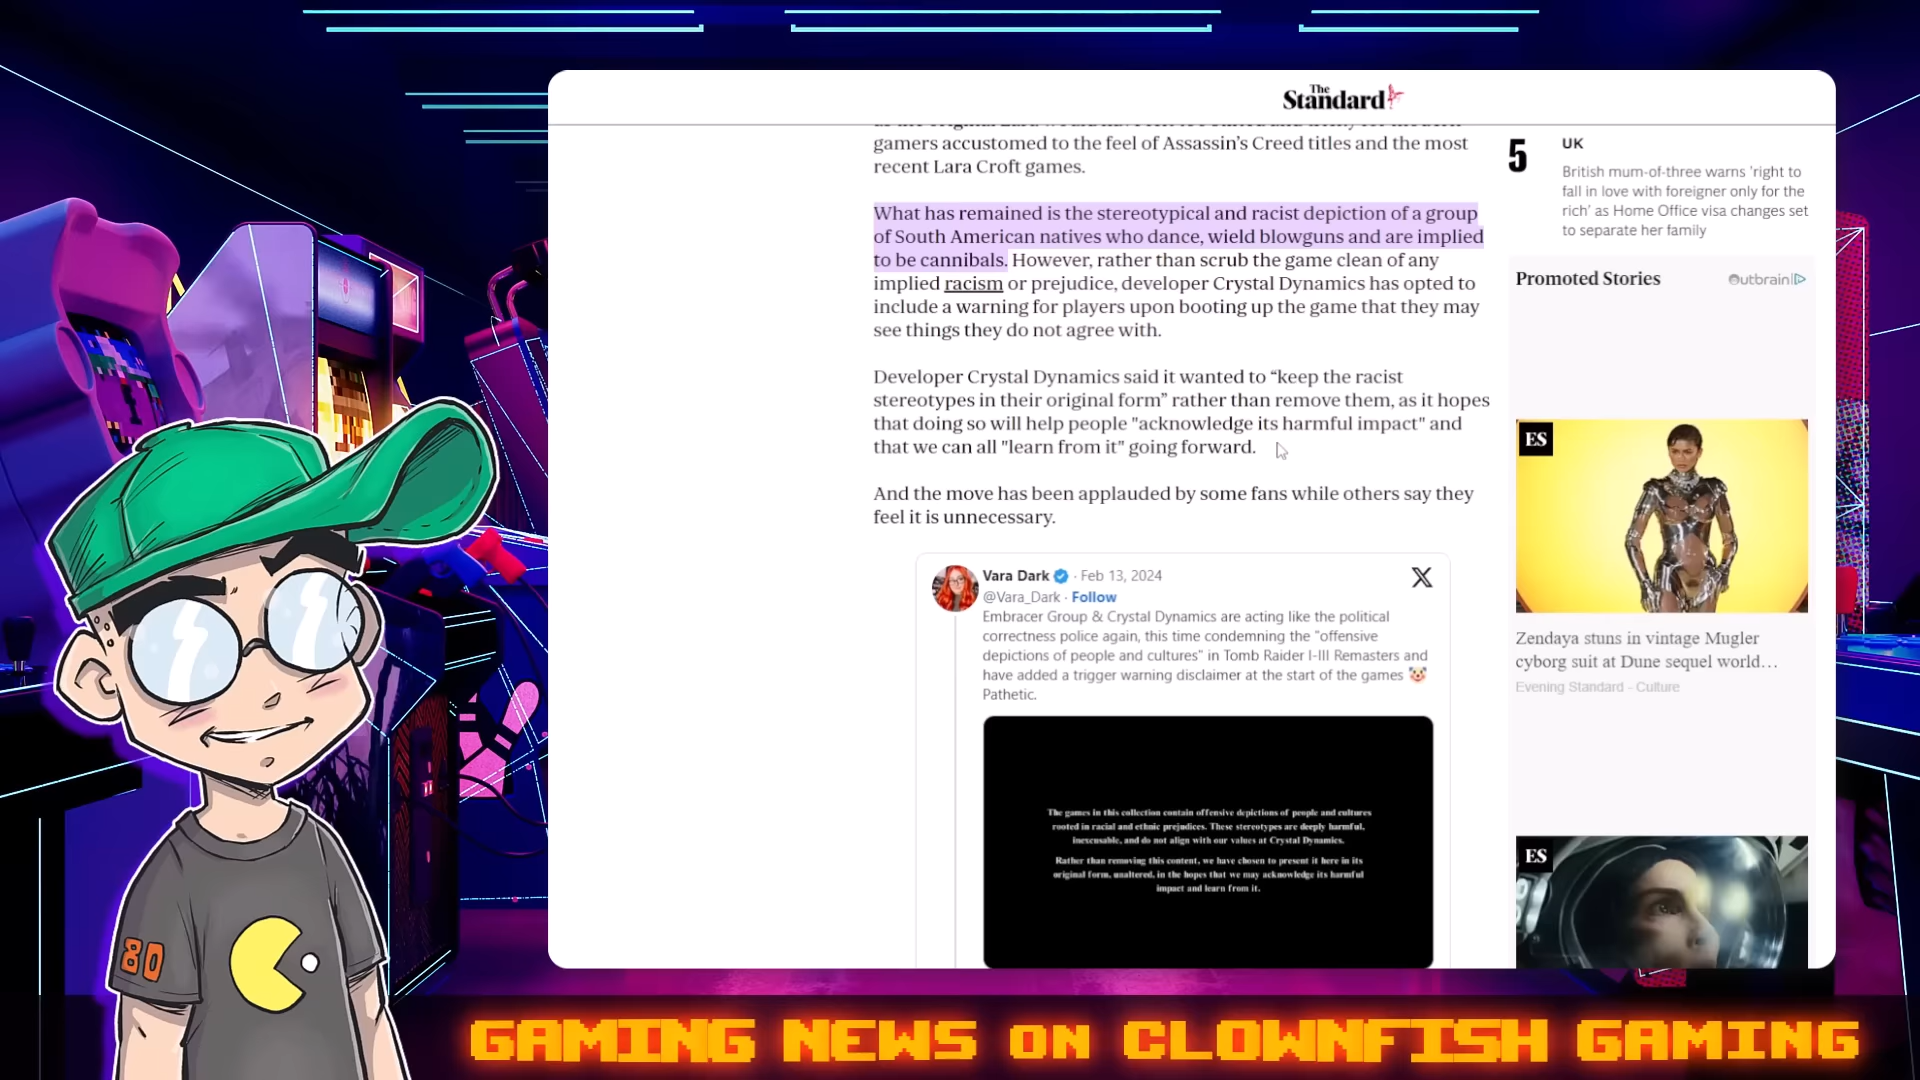 The
Standard
gamers accustomed to the feel of Assassin's Creed titles and the most
recent Lara Croft games.
What has remained is the stereotypical and racist depiction of a group
of South American natives who dance, wield blowguns and are implied
to be cannibals. However, rather than scrub the game clean of any
implied racism or prejudice, developer Crystal Dynamics has opted to
include a warning for players upon booting up the game that they may
see things they do not agree with.
Developer Crystal Dynamics said it wanted to “keep the racist
stereotypes in their original form” rather than remove them, as it hopes
that doing so will help people "acknowledge its harmful impact" and
that we can all "learn from it" going forward.
And the move has been applauded by some fans while others say they
feel it is unnecessary.
Vara Dark · Feb 13, 2024
@Vara_Dark · Follow
Embracer Group & Crystal Dynamics are acting like the political
correctness police again, this time condemning the "offensive
depictions of people and cultures" in Tomb Raider I-III Remasters and
have added a trigger warning disclaimer at the start of the games 🤡
Pathetic.
The games in this collection contain offensive depictions of people and cultures
rooted in racial and ethnic prejudices. These stereotypes are deeply harmful,
inexcusable, and do not align with our values at Crystal Dynamics.
Rather than removing this content, we have chosen to present it here in its
original form, unaltered, in the hopes that we may acknowledge its harmful
impact and learn from it.
5
UK
British mum-of-three warns 'right to
fall in love with foreigner only for the
rich' as Home Office visa changes set
to separate her family
Promoted Stories
Outbrain
ES
Zendaya stuns in vintage Mugler
cyborg suit at Dune sequel world…
Evening Standard - Culture
ES
80
GAMING NEWS ON CLOWNFISH GAMING